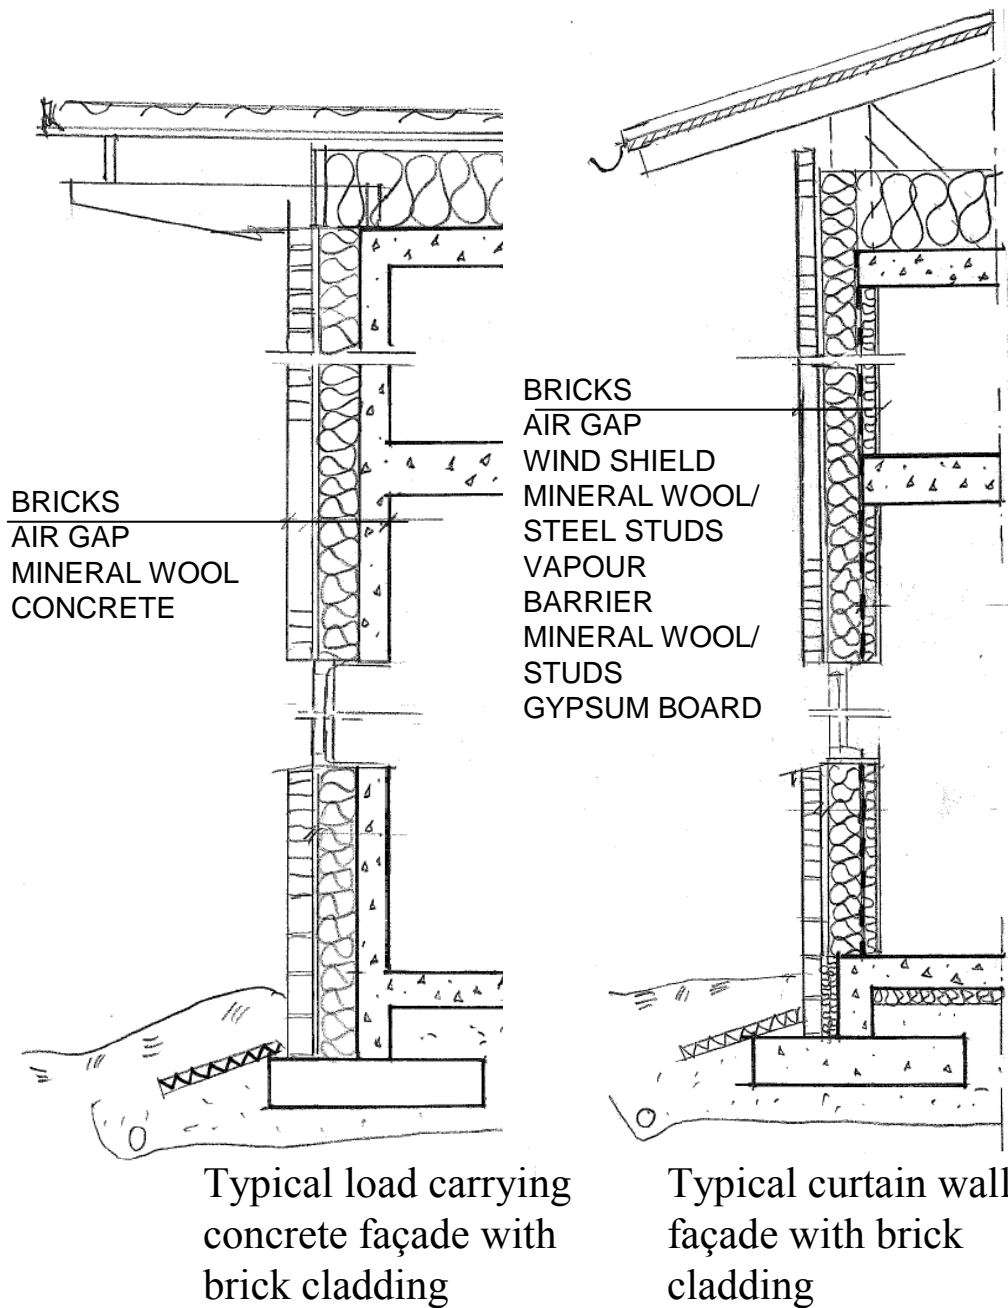 BRICKS
AIR GAP
MINERAL WOOL
CONCRETE
BRICKS
AIR GAP
WIND SHIELD
MINERAL WOOL/
STEEL STUDS
VAPOUR
BARRIER
MINERAL WOOL/
STUDS
GYPSUM BOARD
Typical load carrying
concrete façade with
brick cladding
Typical curtain wall
façade with brick
cladding